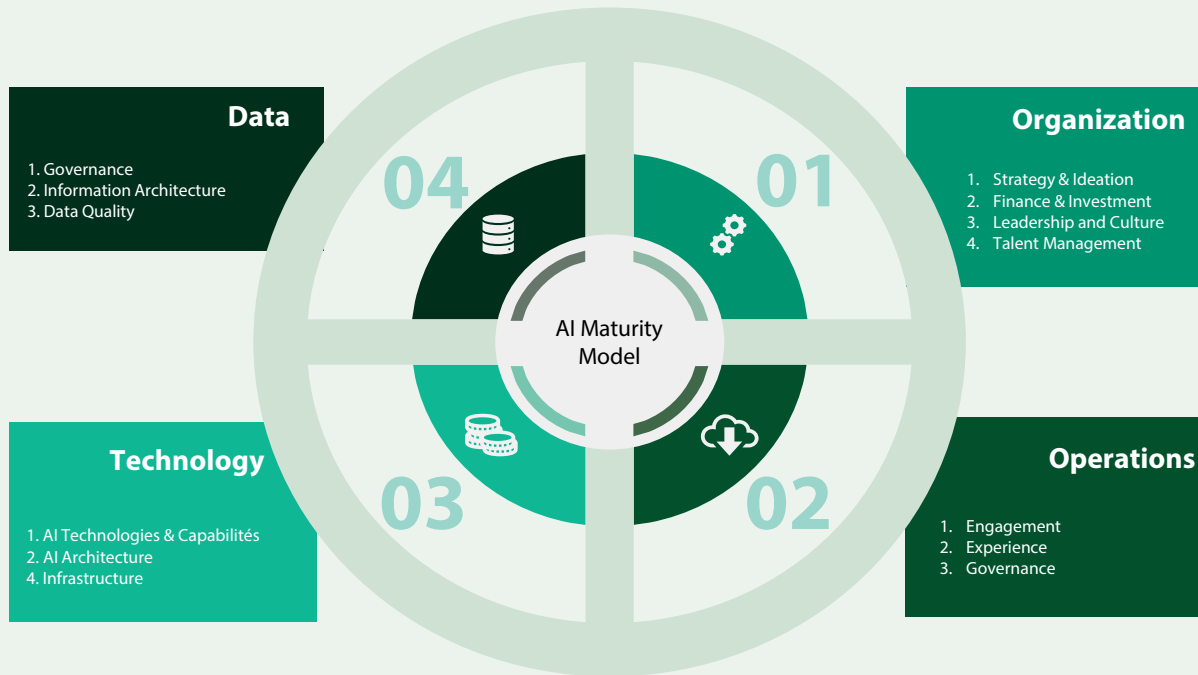 Data
1. Governance
2. Information Architecture
3. Data Quality
04
01
Organization
1. Strategy & Ideation
2. Finance & Investment
3. Leadership and Culture
4. Talent Management
AI Maturity
Model
Technology
1. AI Technologies & Capabilités
2. AI Architecture
4. Infrastructure
03
02
Operations
1. Engagement
2. Experience
3. Governance